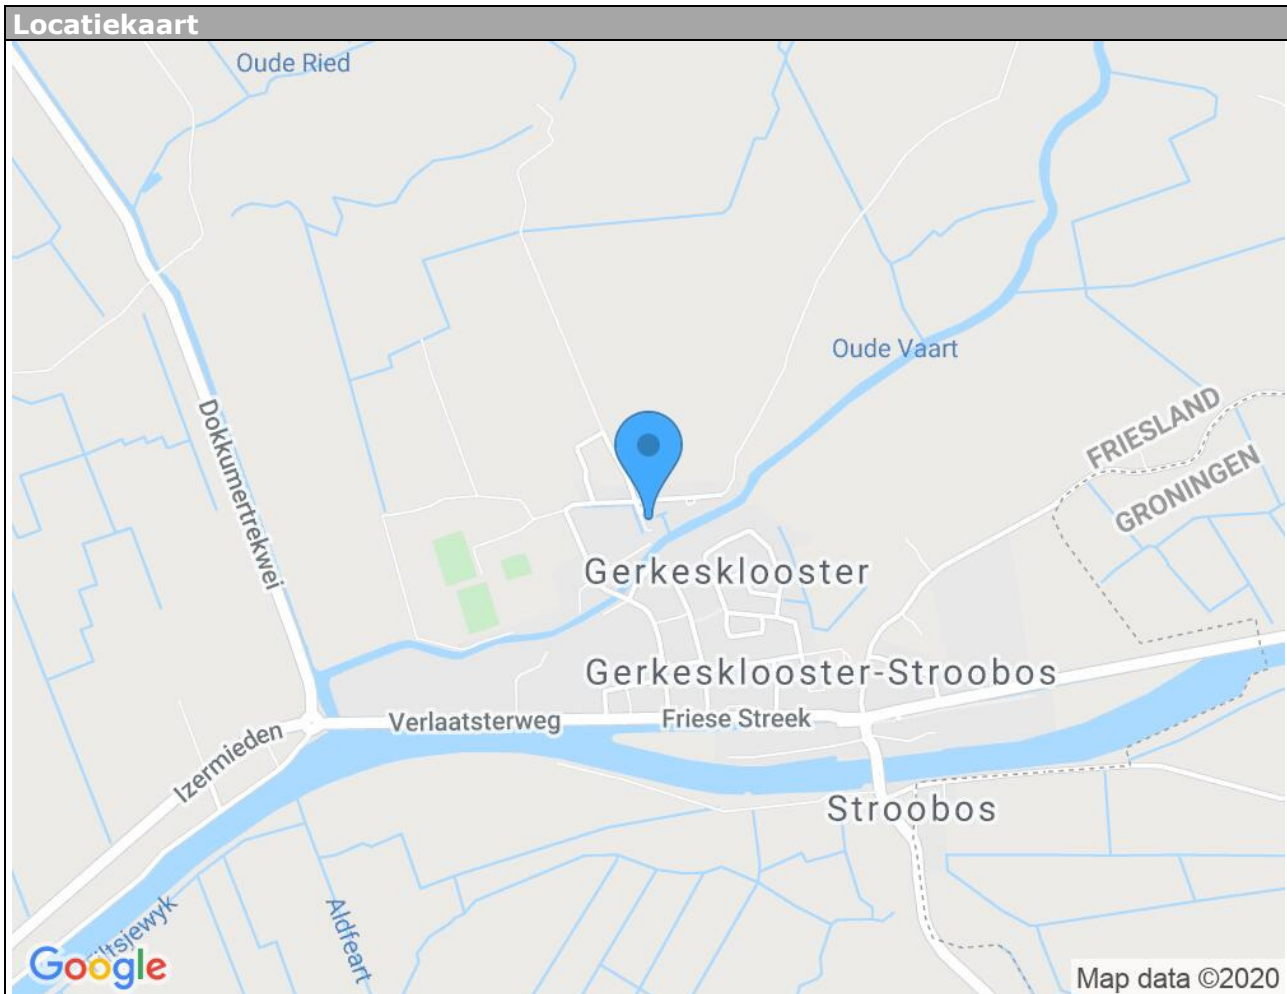 Locatiekaart
Oude Ried
Oude Vaart
FRIESLAND
GRONINGEN
Dokkumertrekwei
Gerkesklooster
Gerkesklooster-Stroobos
Verlaatsterweg
Friese Streek
Izermieden
Stroobos
Aldfeart
Google
Map data ©2020